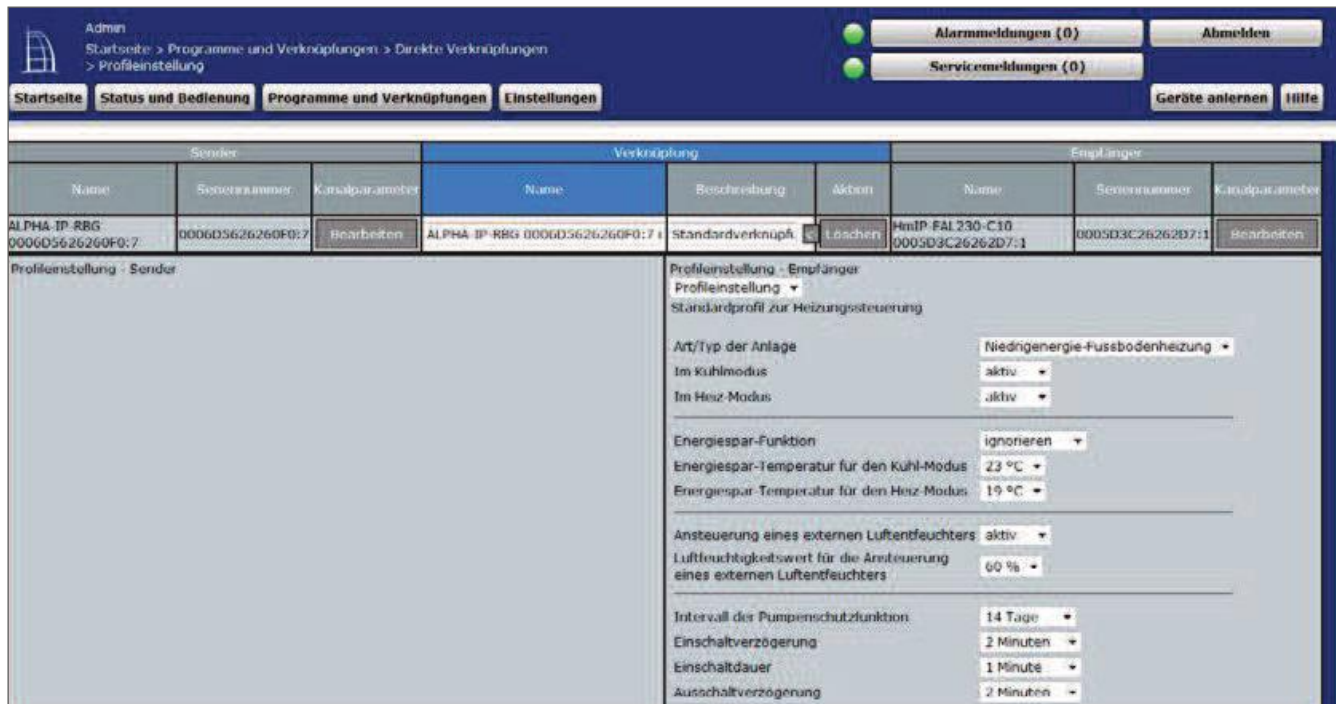 Admin
Startseite > Programme und Verknüpfungen > Direkte Verknüpfungen
> Profileinstellung
Alarmmeldungen (0)
Abmelden
Servicemeldungen (0)
Startseite
Status und Bedienung
Programme und Verknüpfungen
Einstellungen
Geräte anlernen
Hilfe
Sender
Verknüpfung
Empfänger
Name
Seriennummer
Kanalparameter
Name
Beschreibung
Aktion
Name
Seriennummer
Kanalparameter
ALPHA-IP-RBG
0006D5626260F0:7
0006D5626260F0:7
Bearbeiten
ALPHA-IP-RBG 0006D5626260F0:7
Standardverknüpfu
Löschen
HmIP-FAL230-C10
0005D3C26262D7:1
0005D3C26262D7:1
Bearbeiten
Profileinstellung - Sender
Profileinstellung - Empfänger
Profileinstellung
Standardprofil zur Heizungssteuerung
Art/Typ der Anlage Niedrigenergie-Fussbodenheizung
Im Kühlmodus aktiv
Im Heiz-Modus aktiv
Energiespar-Funktion ignorieren
Energiespar-Temperatur für den Kühl-Modus 23 °C
Energiespar-Temperatur für den Heiz-Modus 19 °C
Ansteuerung eines externen Luftentfeuchters aktiv
Luftfeuchtigkeitswert für die Ansteuerung
eines externen Luftentfeuchters 60 %
Intervall der Pumpenschutzfunktion 14 Tage
Einschaltverzögerung 2 Minuten
Einschaltdauer 1 Minute
Ausschaltverzögerung 2 Minuten